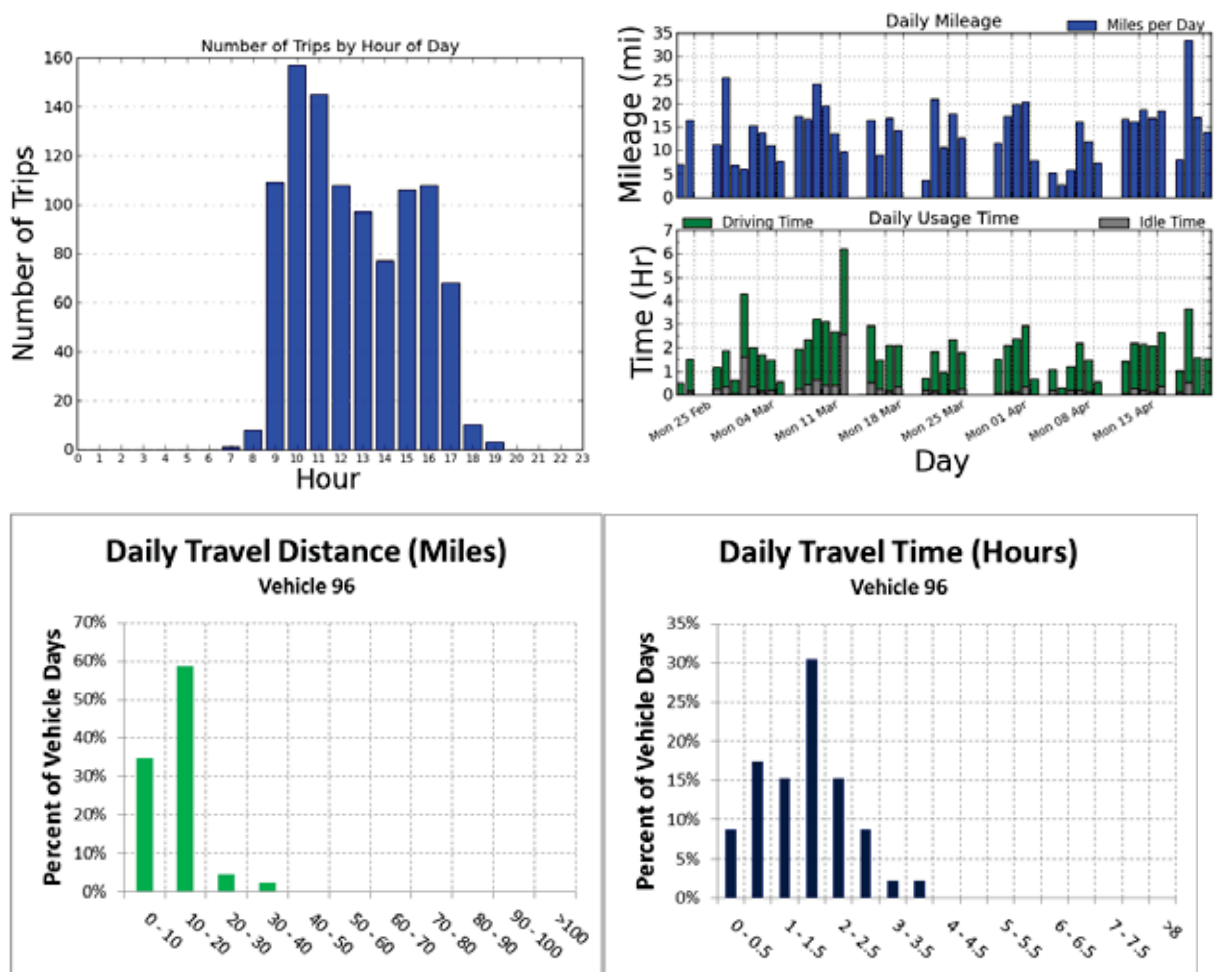 Number of Trips by Hour of Day
Number of Trips
160
140
120
100
80
60
40
20
0
0 1 2 3 4 5 6 7 8 9 10 11 12 13 14 15 16 17 18 19 20 21 22 23
Hour
Daily Mileage
Miles per Day
Mileage (mi)
35
30
25
20
15
10
5
0
Driving Time
Daily Usage Time
Idle Time
Time (Hr)
7
6
5
4
3
2
1
0
Mon 25 Feb
Mon 04 Mar
Mon 11 Mar
Mon 18 Mar
Mon 25 Mar
Mon 01 Apr
Mon 08 Apr
Mon 15 Apr
Day
Daily Travel Distance (Miles)
Vehicle 96
Percent of Vehicle Days
70%
60%
50%
40%
30%
20%
10%
0%
0 - 10
10 - 20
20 - 30
30 - 40
40 - 50
50 - 60
60 - 70
70 - 80
80 - 90
90 - 100
>100
Daily Travel Time (Hours)
Vehicle 96
Percent of Vehicle Days
35%
30%
25%
20%
15%
10%
5%
0%
0 - 0.5
1 - 1.5
2 - 2.5
3 - 3.5
4 - 4.5
5 - 5.5
6 - 6.5
7 - 7.5
>8